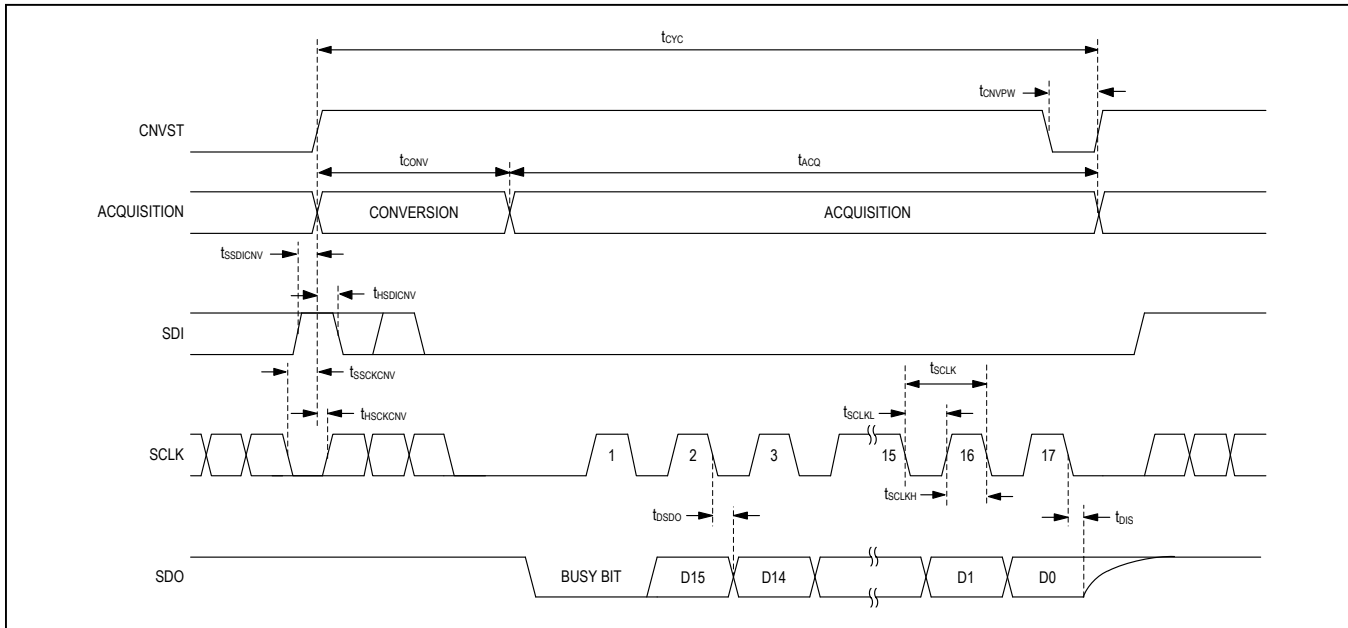 tCYC
tCNVPW
CNVST
tCONV
tACQ
ACQUISITION
CONVERSION
ACQUISITION
tSSDICNV
tHSDICNV
SDI
tSSCKCNV
tSCLK
tHSCKCNV
tSCLKL
SCLK
1
2
3
15
16
17
tSCLKH
tDSDO
tDIS
SDO
BUSY BIT
D15
D14
D1
D0